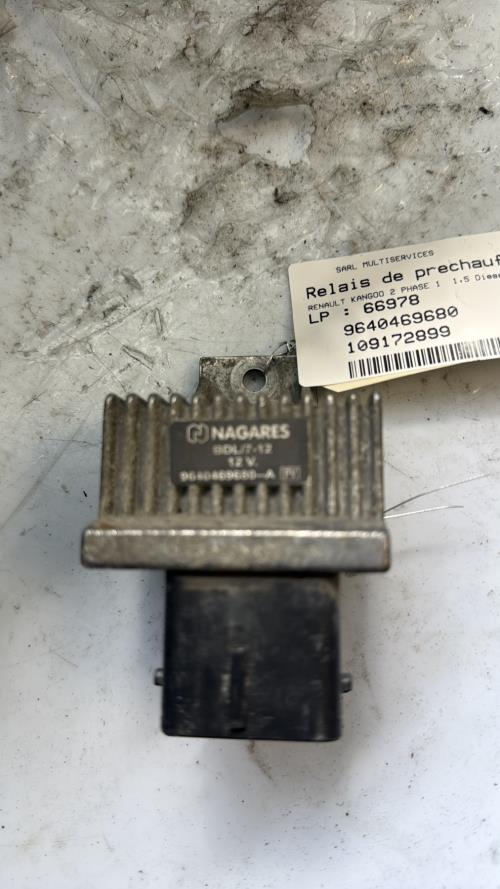 SARL MULTISERVICES
Relais de prechauf
RENAULT KANGOO 2 PHASE 1 1.5 Diese
LP : 66978
9640469680
109172899
NAGARES
BDL/7-12
12 V.
9640469680-A